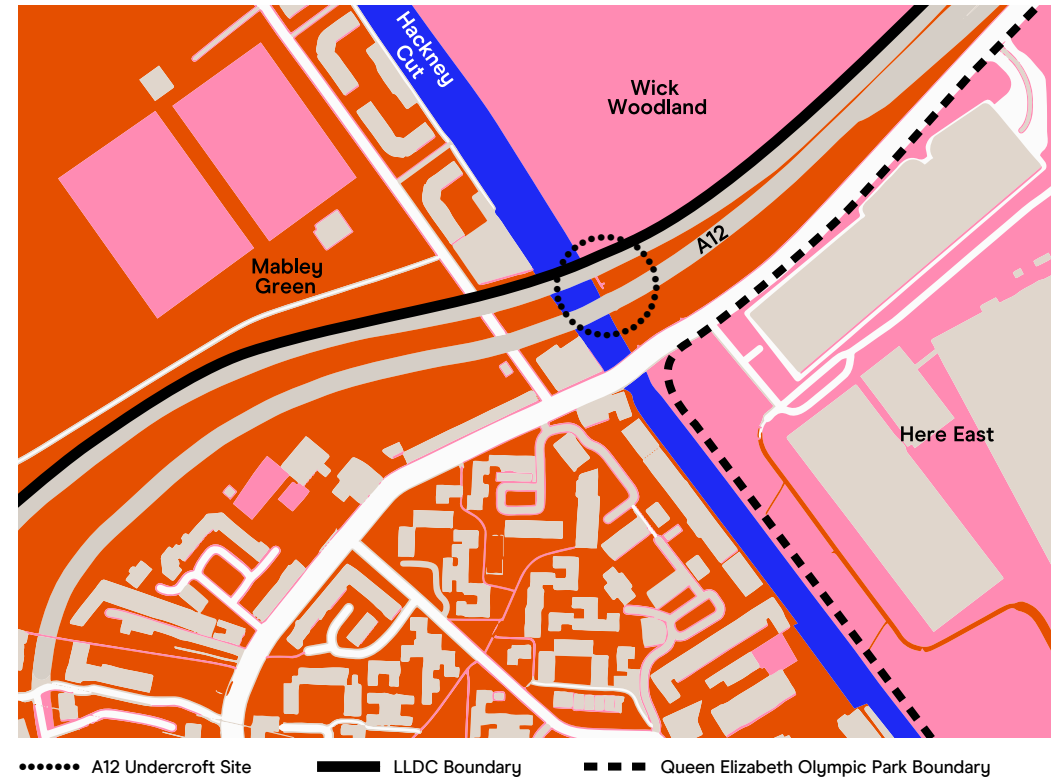 Hackney
Cut
Wick
Woodland
A12
Mabley
Green
Here East
A12 Undercroft Site
LLDC Boundary
Queen Elizabeth Olympic Park Boundary